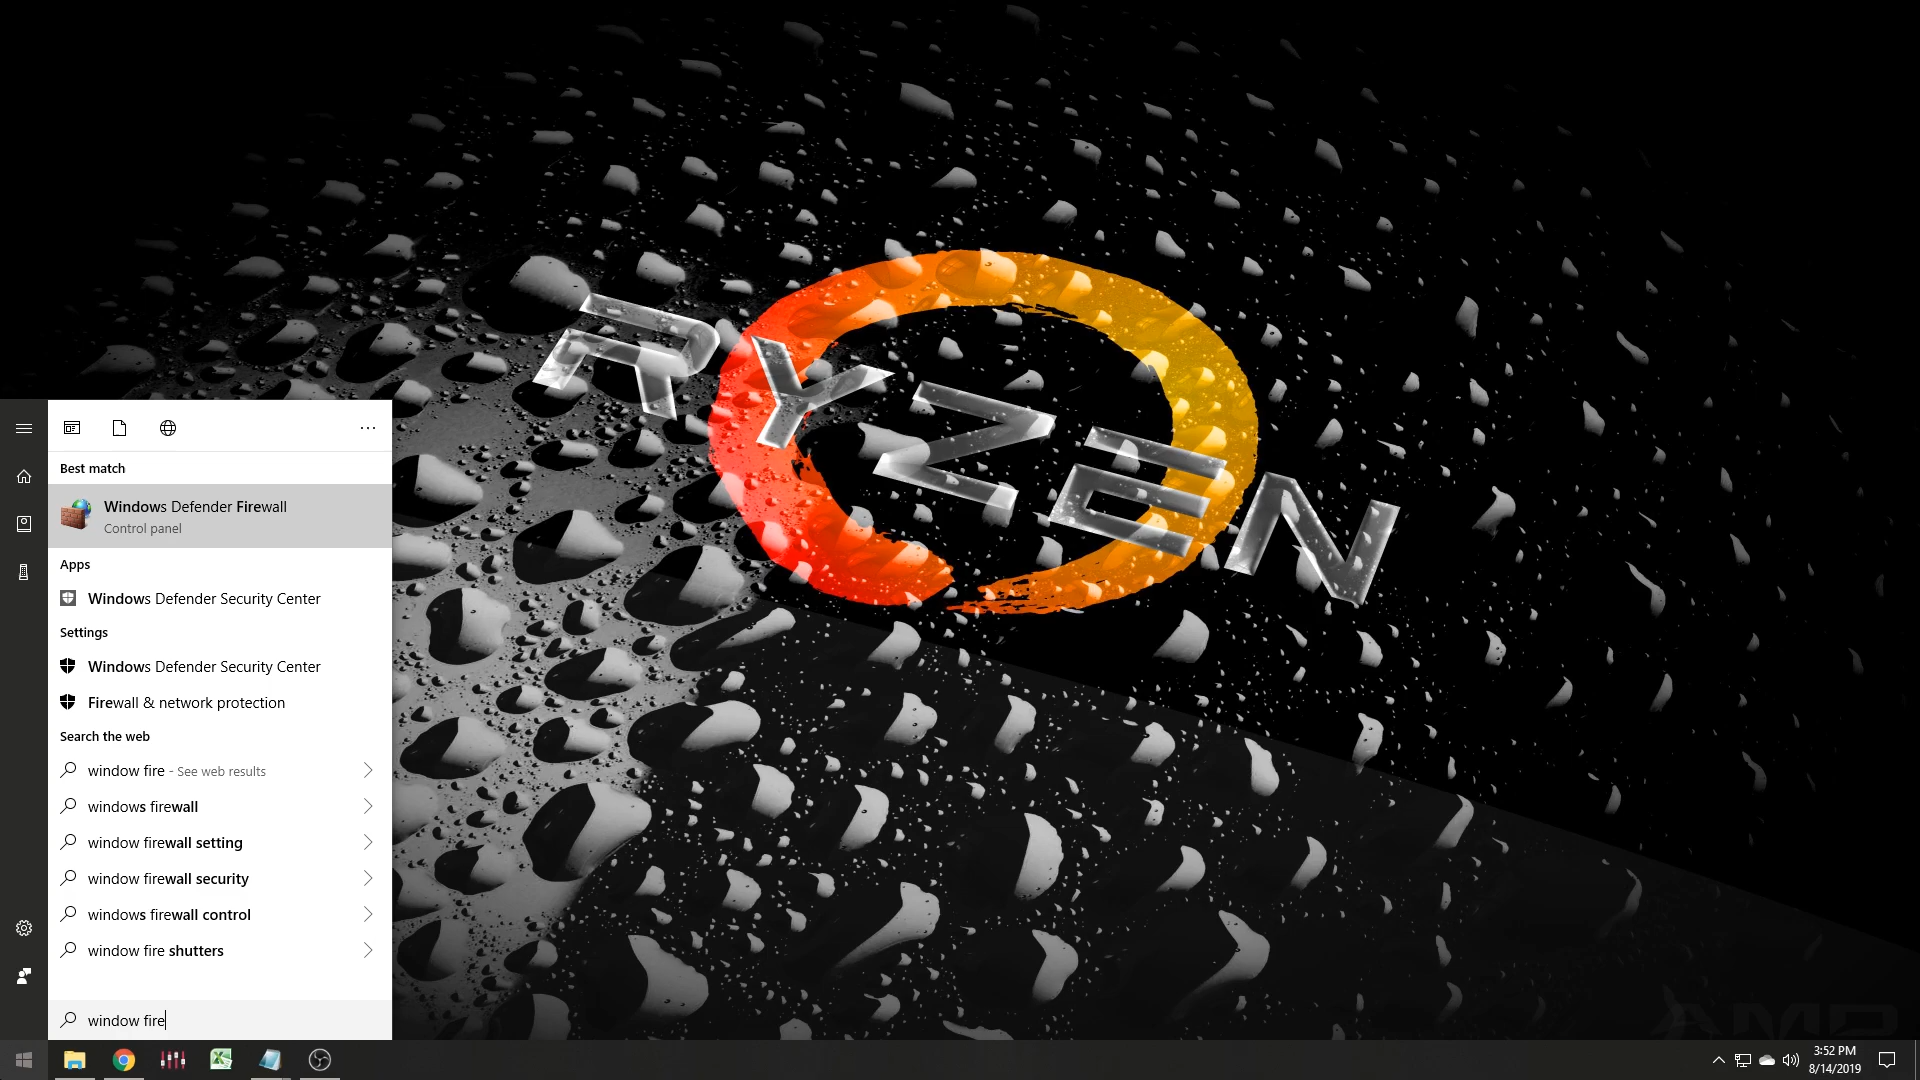 RYZEN
Best match
Windows Defender Firewall
Control panel
Apps
Windows Defender Security Center
Settings
Windows Defender Security Center
Firewall & network protection
Search the web
window fire - See web results
windows firewall
window firewall setting
window firewall security
windows firewall control
window fire shutters
window fire
AMD
3:52 PM
8/14/2019